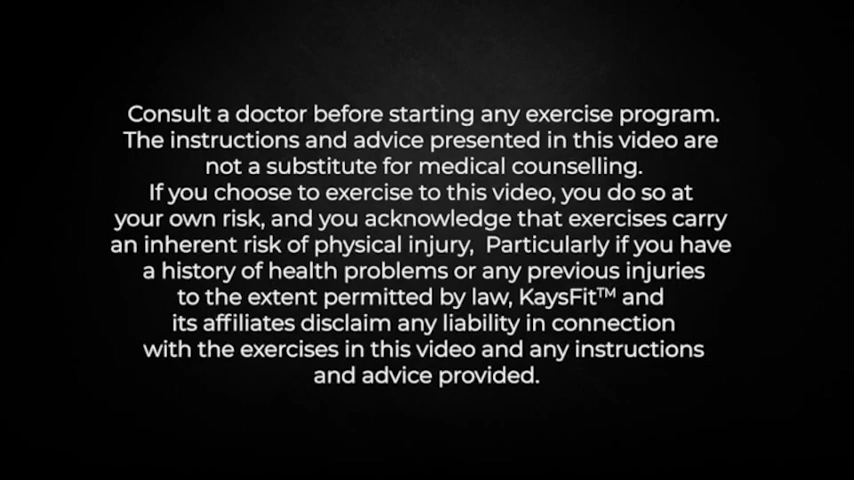 Consult a doctor before starting any exercise program.
The instructions and advice presented in this video are
not a substitute for medical counselling.
If you choose to exercise to this video, you do so at
your own risk, and you acknowledge that exercises carry
an inherent risk of physical injury,  Particularly if you have
a history of health problems or any previous injuries
to the extent permitted by law, KaysFit™ and
its affiliates disclaim any liability in connection
with the exercises in this video and any instructions
and advice provided.